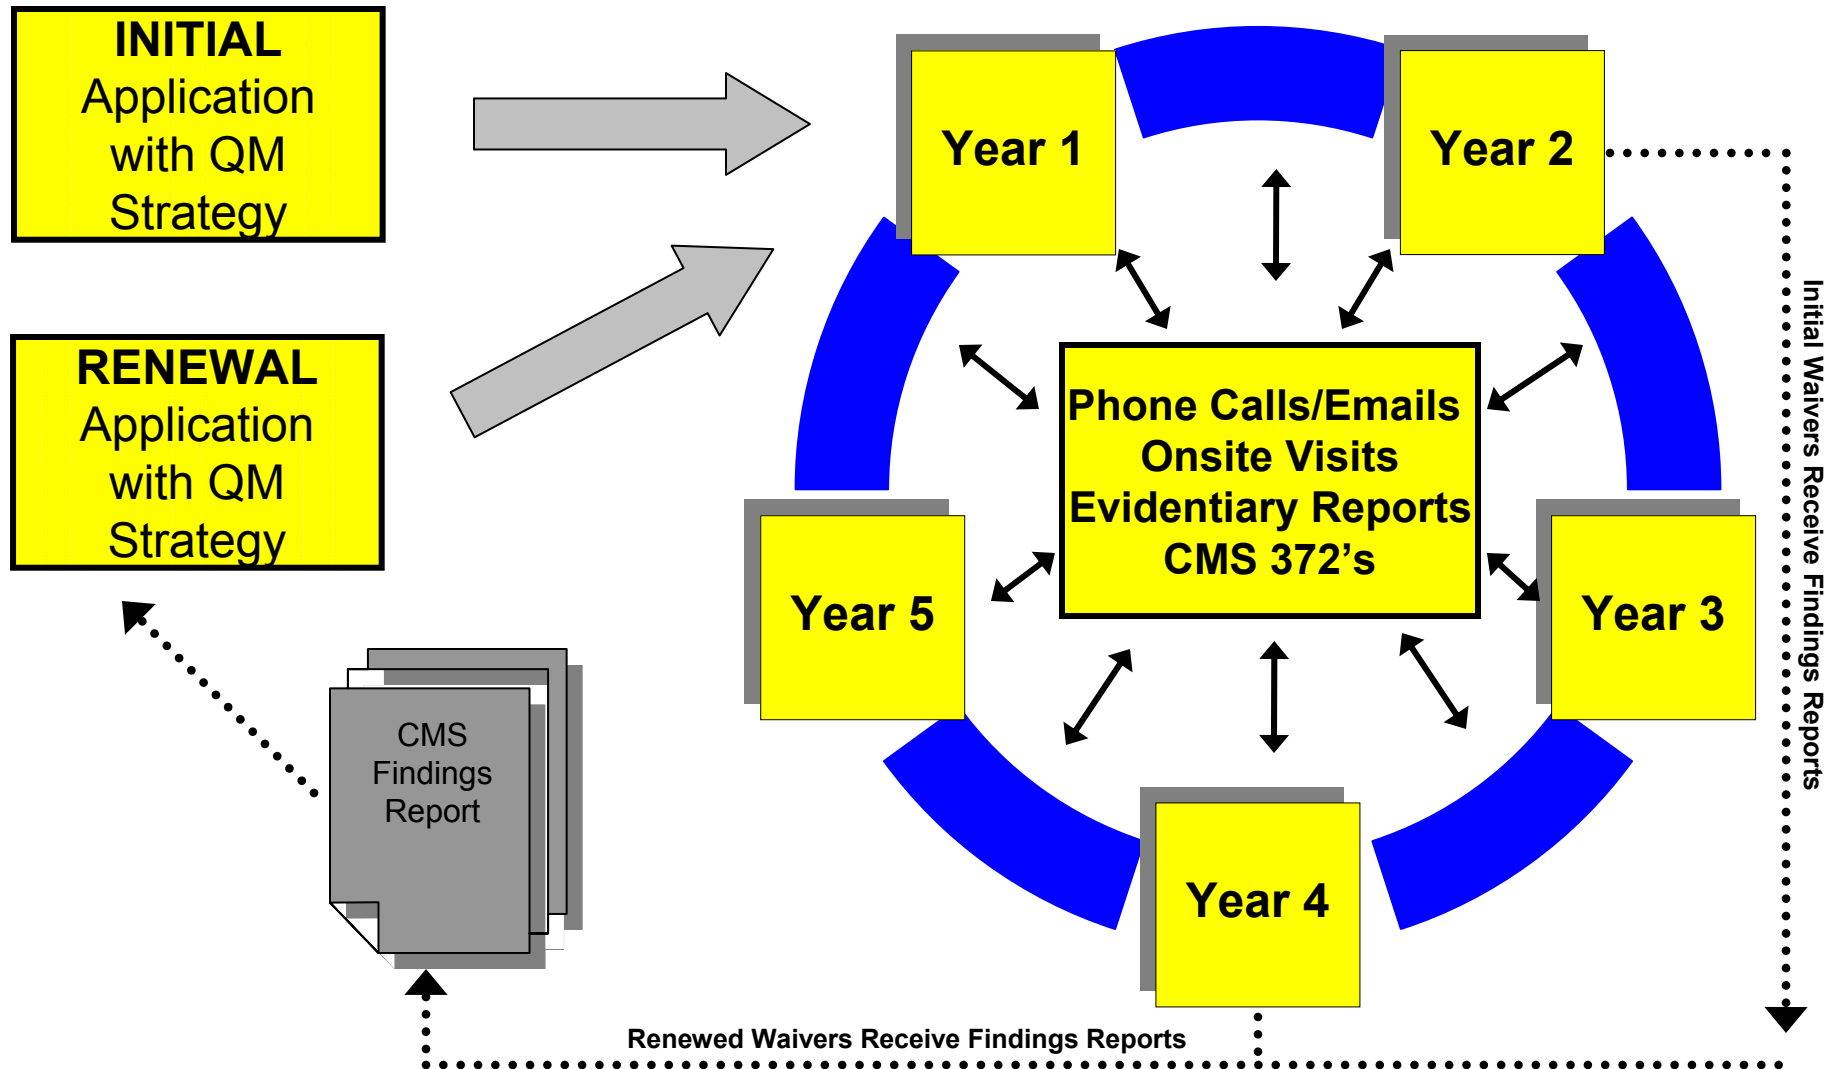 INITIAL
Application
with QM
Strategy
RENEWAL
Application
with QM
Strategy
Year 1
Year 2
Phone Calls/Emails
Onsite Visits
Evidentiary Reports
CMS 372's
Year 5
Year 3
Year 4
CMS
Findings
Report
Renewed Waivers Receive Findings Reports
Initial Waivers Receive Findings Reports